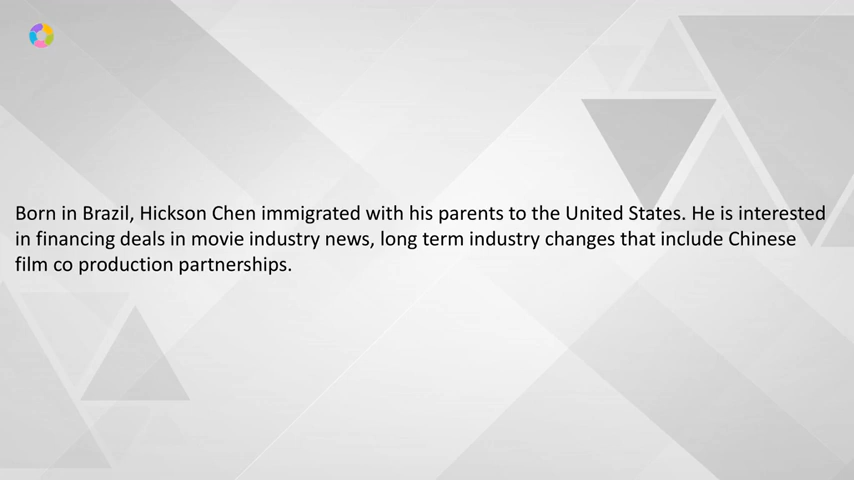 Born in Brazil, Hickson Chen immigrated with his parents to the United States. He is interested
in financing deals in movie industry news, long term industry changes that include Chinese
film co production partnerships.